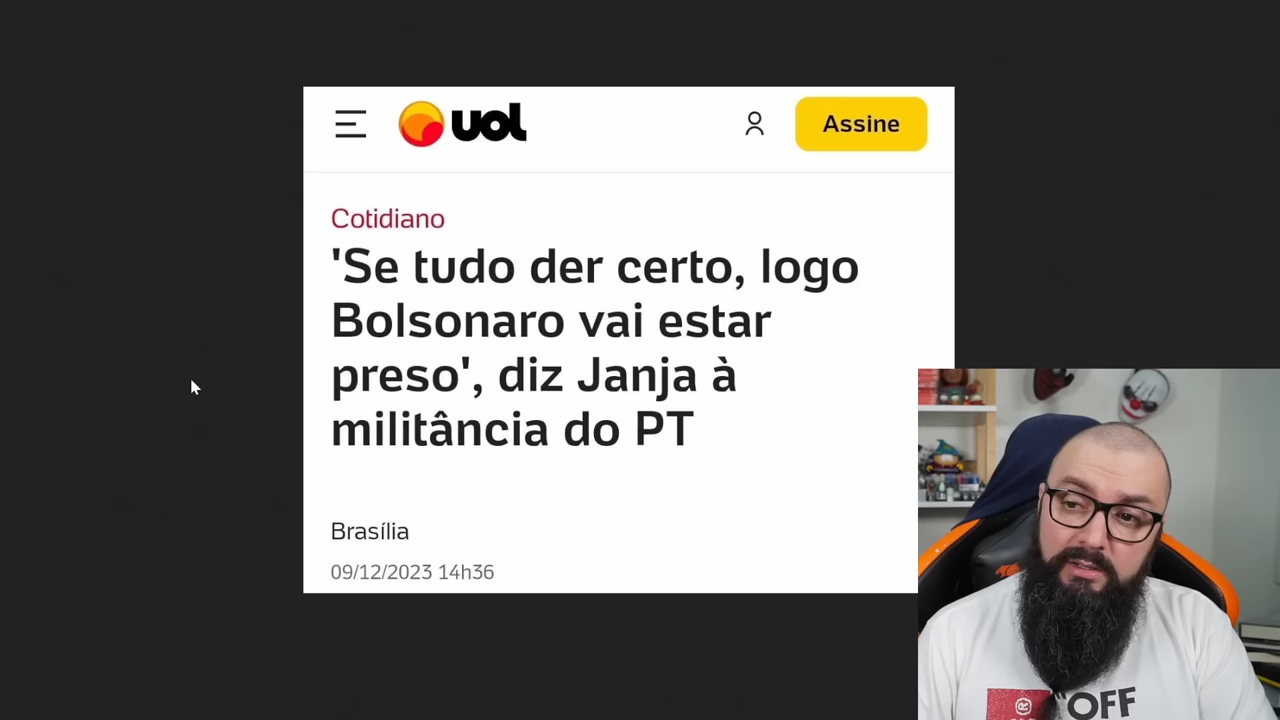 uol
Assine
Cotidiano
'Se tudo der certo, logo
Bolsonaro vai estar
preso', diz Janja à
militância do PT
Brasília
09/12/2023 14h36
"OFF